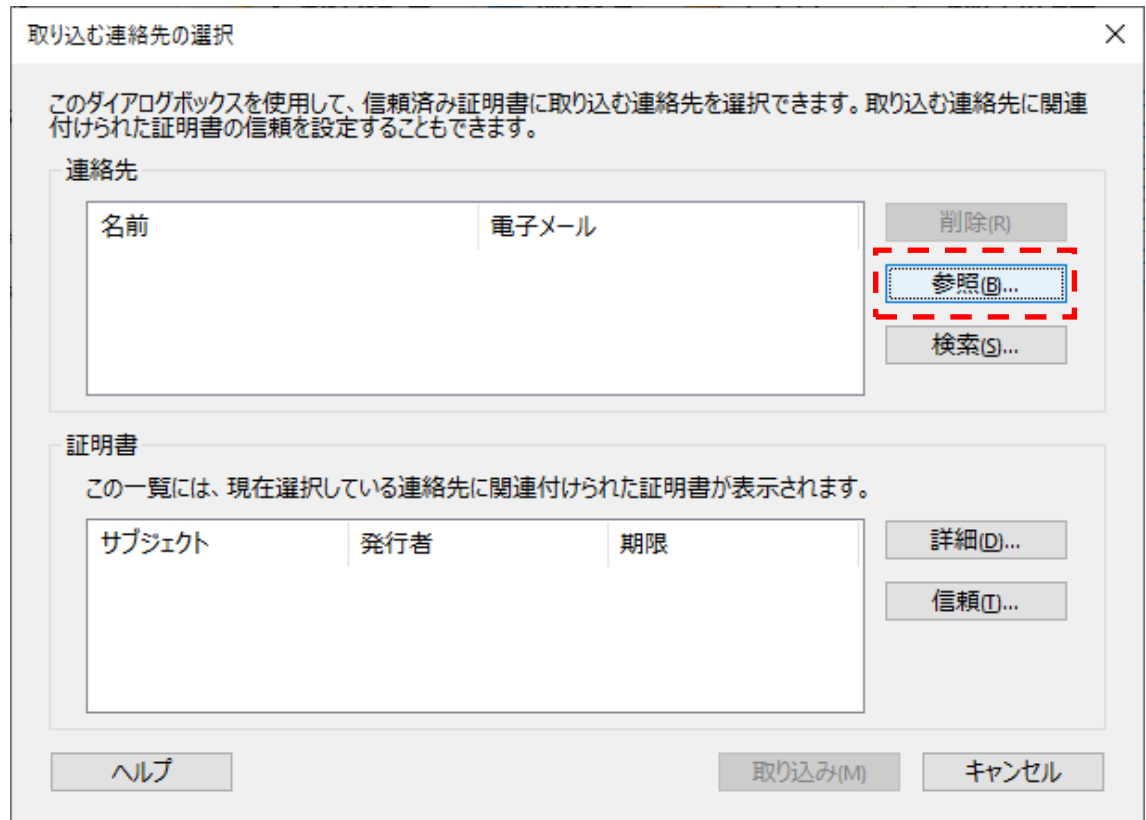 取り込む連絡先の選択
このダイアログボックスを使用して、信頼済み証明書に取り込む連絡先を選択できます。取り込む連絡先に関連
付けられた証明書の信頼を設定することもできます。
連絡先
名前 電子メール
削除(R)
参照(B)...
検索(S)...
証明書
この一覧には、現在選択している連絡先に関連付けられた証明書が表示されます。
サブジェクト 発行者 期限
詳細(D)...
信頼(T)...
ヘルプ 取り込み(M) キャンセル